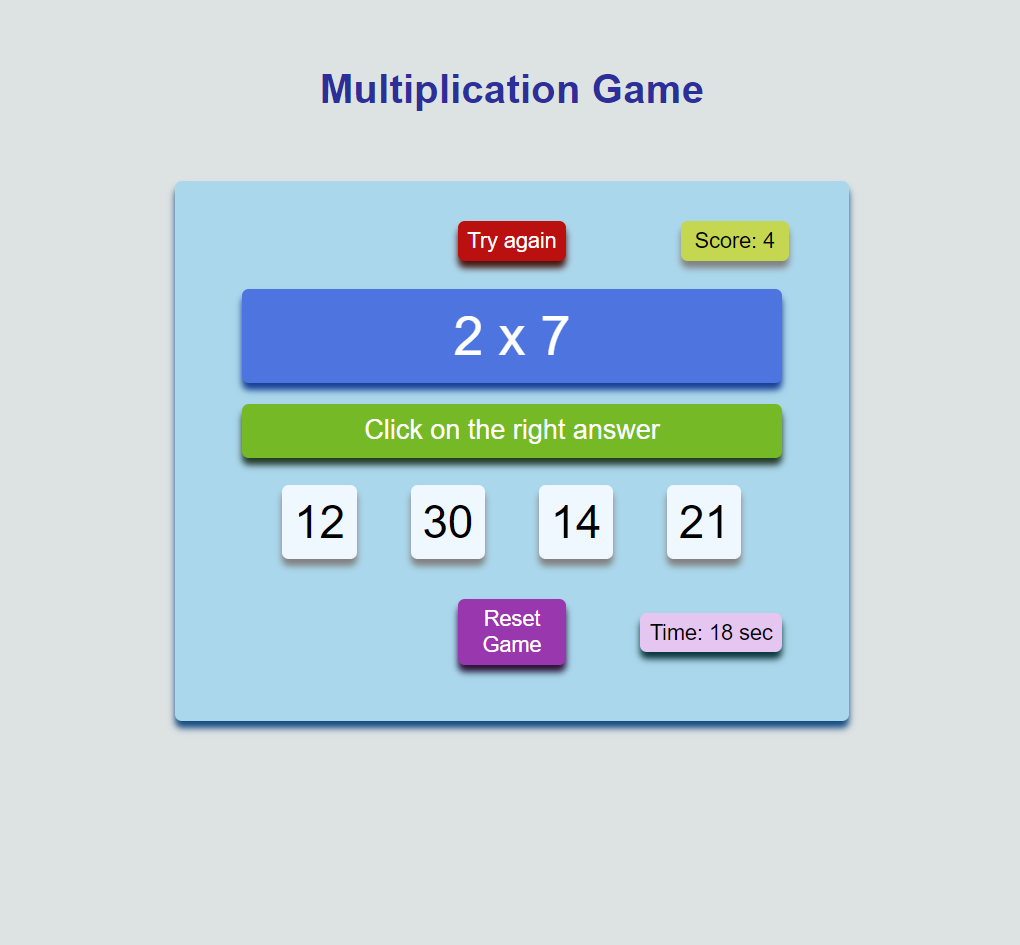 Multiplication Game
Try again
Score: 4
2 x 7
Click on the right answer
12 30 14 21
Reset
Game
Time: 18 sec